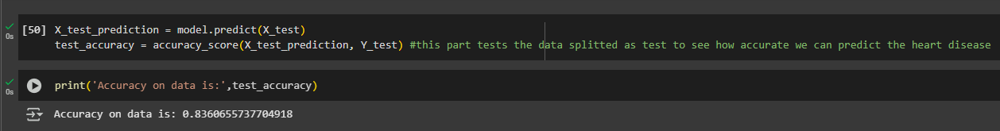 [50] X_test_prediction = model.predict(X_test)
test_accuracy = accuracy_score(X_test_prediction, Y_test) #this part tests the data splitted as test to see how accurate we can predict the heart disease
0s
print('Accuracy on data is:',test_accuracy)
0s
Accuracy on data is: 0.8360655737704918